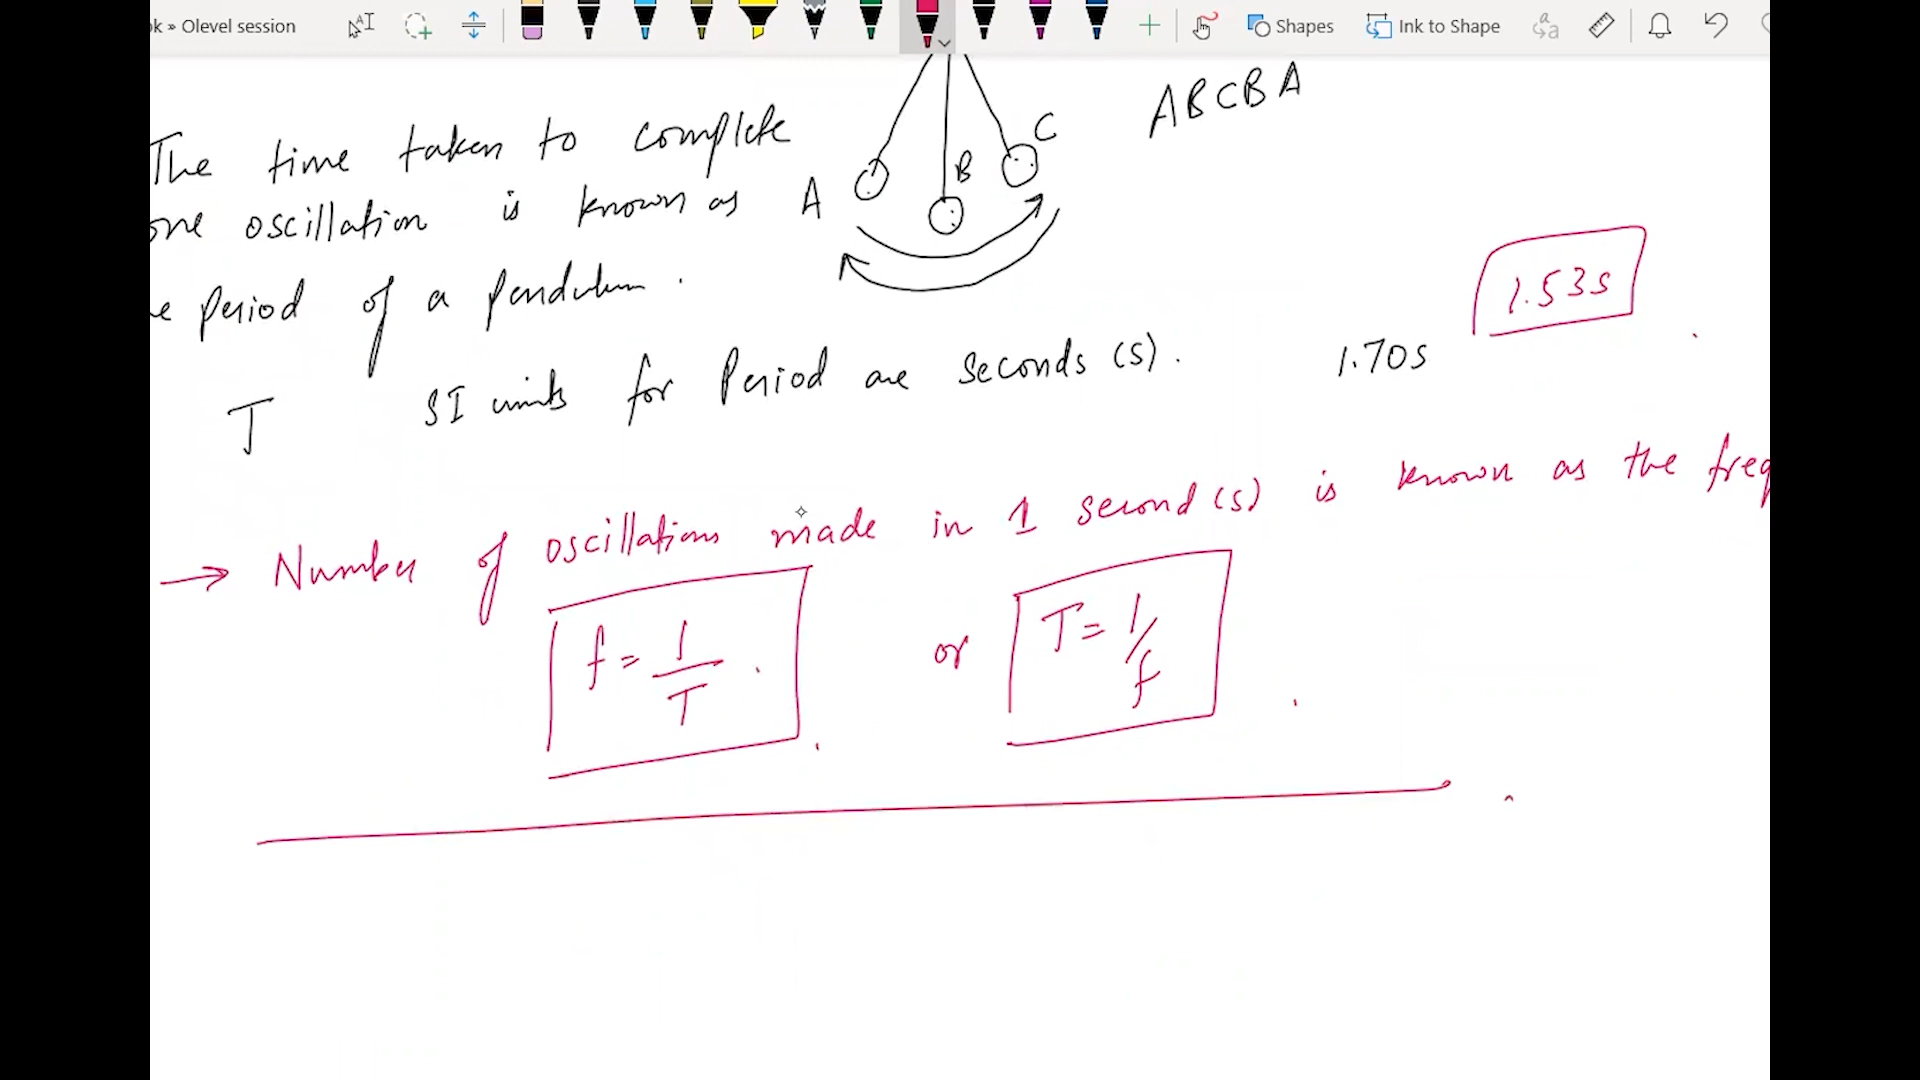 ok » Olevel session
Shapes
Ink to Shape
The time taken to complete
one oscillation is known as
e Period of a pendulum.
A
B
C
ABCBA
1.53s
T SI units for Period are seconds (s). 1.70s
→ Number of oscillations made in 1 second (s) is known as the freq
f = 1/T . or T = 1/f